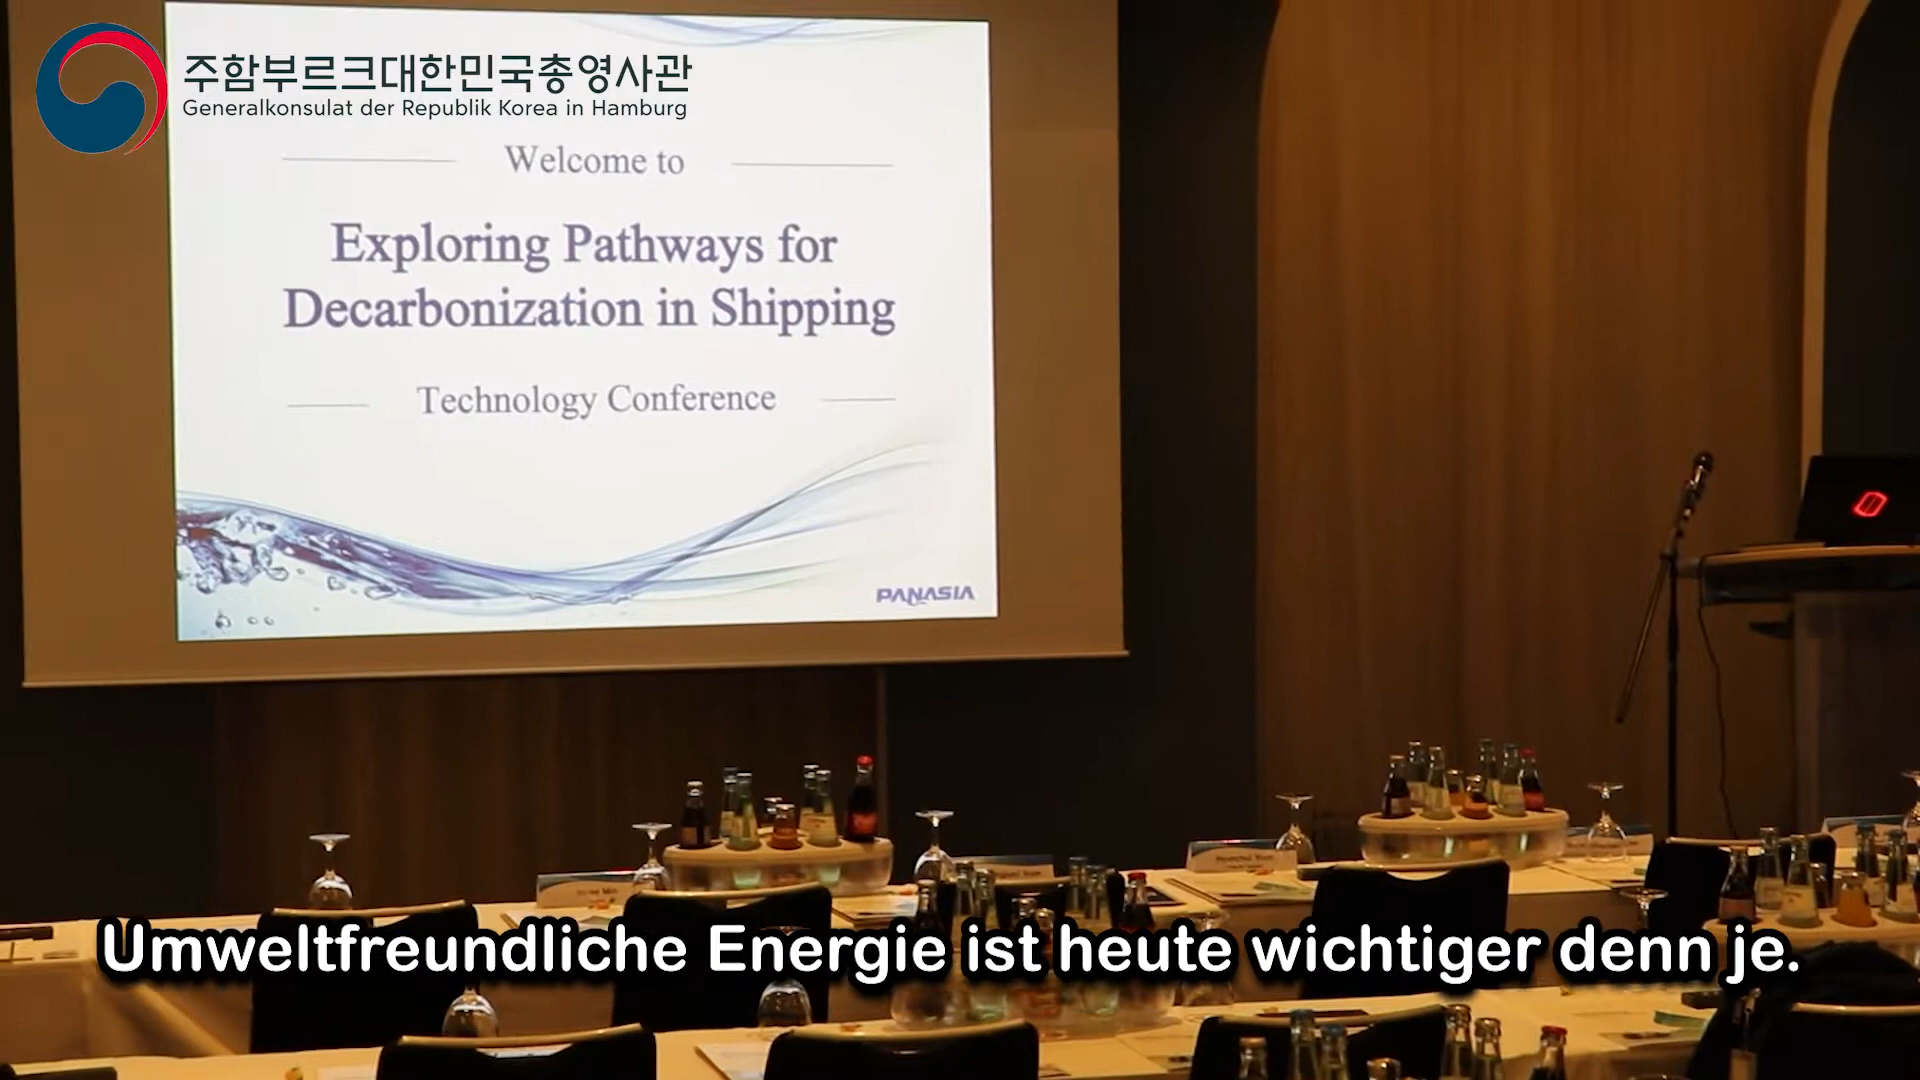 주함부르크대한민국총영사관
Generalkonsulat der Republik Korea in Hamburg
Welcome to
Exploring Pathways for
Decarbonization in Shipping
Technology Conference
PANASIA
Umweltfreundliche Energie ist heute wichtiger denn je.